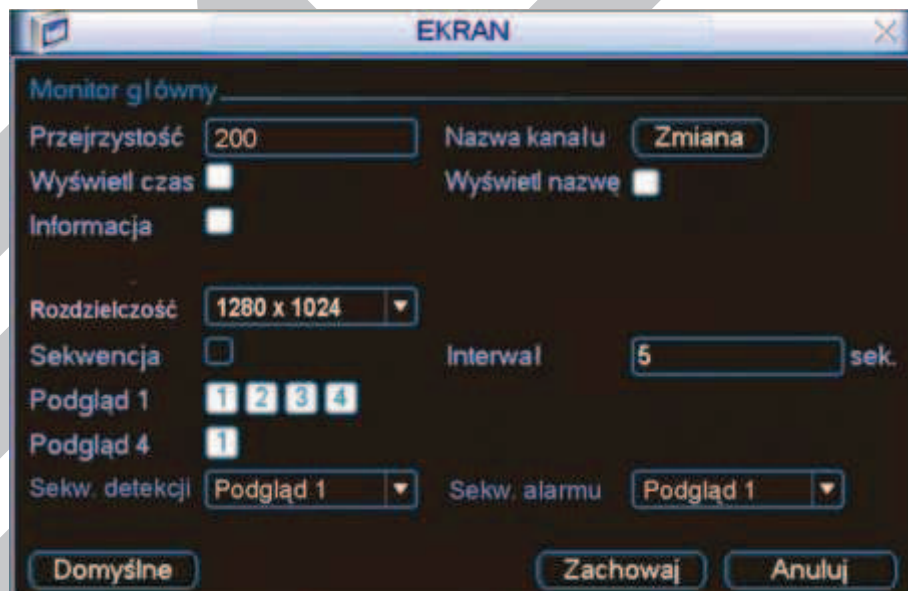 EKRAN
Monitor główny
Przejrzystość 200 Nazwa kanału Zmiana
Wyświetl czas Wyświetl nazwę
Informacja
Rozdzielczość 1280 x 1024
Sekwencja Interwał 5 sek.
Podgląd 1 1 2 3 4
Podgląd 4 1
Sekw. detekcji Podgląd 1 Sekw. alarmu Podgląd 1
Domyślne Zachowaj Anuluj